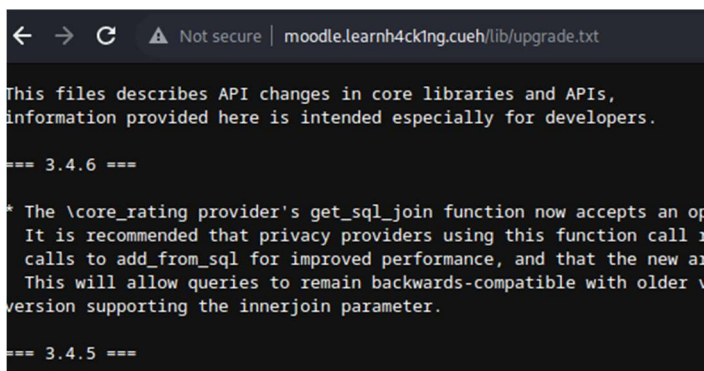 Not secure | moodle.learnh4ck1ng.cueh/lib/upgrade.txt
This files describes API changes in core libraries and APIs,
information provided here is intended especially for developers.
=== 3.4.6 ===
* The \core_rating provider's get_sql_join function now accepts an
It is recommended that privacy providers using this function call
calls to add_from_sql for improved performance, and that the new
This will allow queries to remain backwards-compatible with older
version supporting the innerjoin parameter.
=== 3.4.5 ===